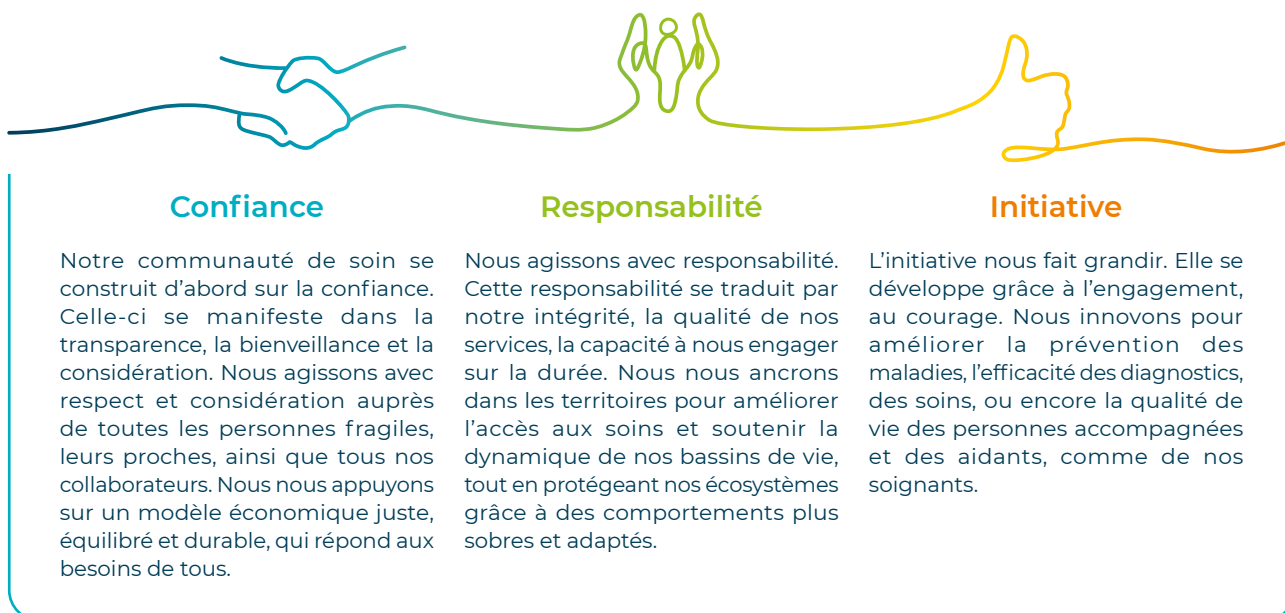 Confiance
Notre communauté de soin se
construit d’abord sur la confiance.
Celle-ci se manifeste dans la
transparence, la bienveillance et la
considération. Nous agissons avec
respect et considération auprès
de toutes les personnes fragiles,
leurs proches, ainsi que tous nos
collaborateurs. Nous nous appuyons
sur un modèle économique juste,
équilibré et durable, qui répond aux
besoins de tous.
Responsabilité
Nous agissons avec responsabilité.
Cette responsabilité se traduit par
notre intégrité, la qualité de nos
services, la capacité à nous engager
sur la durée. Nous nous ancrons
dans les territoires pour améliorer
l’accès aux soins et soutenir la
dynamique de nos bassins de vie,
tout en protégeant nos écosystèmes
grâce à des comportements plus
sobres et adaptés.
Initiative
L’initiative nous fait grandir. Elle se
développe grâce à l’engagement,
au courage. Nous innovons pour
améliorer la prévention des
maladies, l’efficacité des diagnostics,
des soins, ou encore la qualité de
vie des personnes accompagnées
et des aidants, comme de nos
soignants.